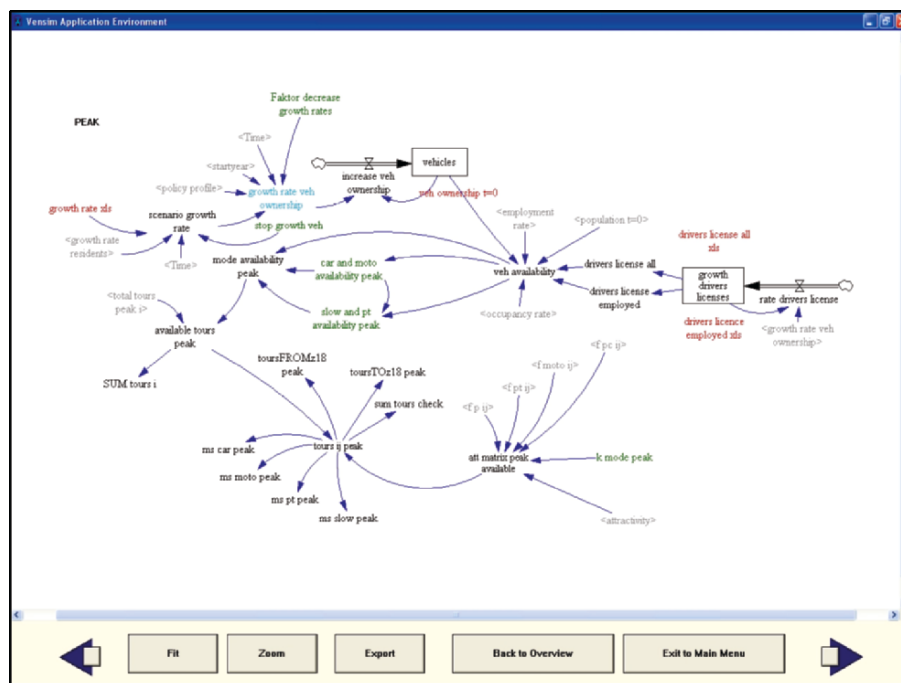 Vensim Application Environment
PEAK
Faktor decrease
growth rates
<Time>
<startyear>
<policy profile>
growth rate veh
ownership
increase veh
ownership
vehicles
veh ownership t=0
growth rate xls
scenario growth
rate
stop growth veh
<growth rate
residents>
<Time>
<employment
rate>
<population t=0>
drivers license all
xls
mode availability
peak
car and moto
availability peak
veh availability
drivers license all
growth
drivers
licenses
drivers license
employed
rate drivers license
<total tours
peak i>
slow and pt
availability peak
<occupancy rate>
drivers licence
employed xls
<growth rate veh
ownership>
available tours
peak
SUM tours i
toursFROMz18
peak
toursTOz18 peak
<f pc ij>
<f moto ij>
<f pt ij>
<f p ij>
sum tours check
ms car peak
tours ij peak
ms moto peak
ms pt peak
ms slow peak
att matrix peak
available
k mode peak
<attractivity>
Fit
Zoom
Export
Back to Overview
Exit to Main Menu